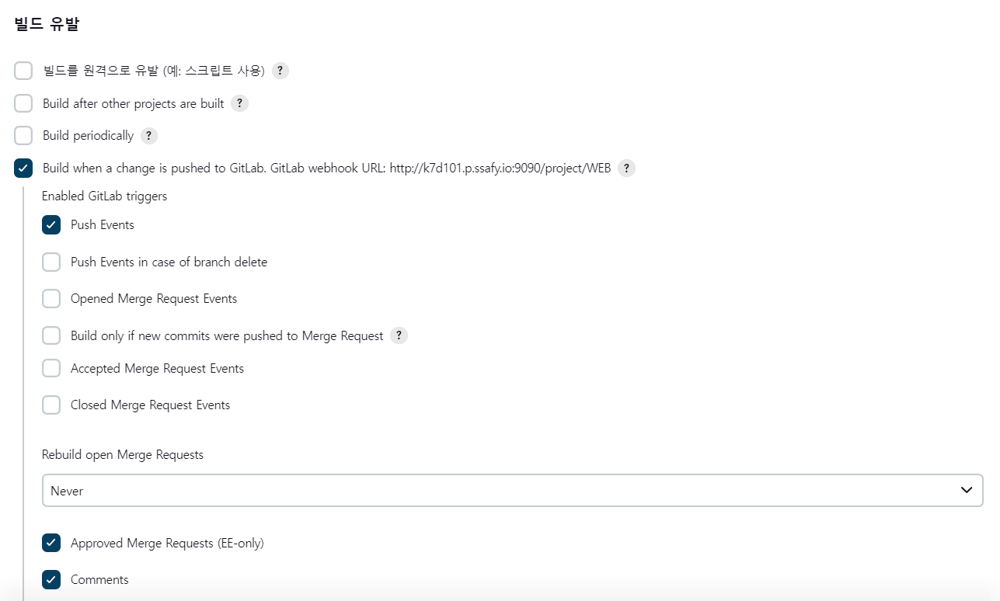 빌드 유발
빌드를 원격으로 유발 (예: 스크립트 사용) ?
Build after other projects are built ?
Build periodically ?
Build when a change is pushed to GitLab. GitLab webhook URL: http://k7d101.p.ssafy.io:9090/project/WEB ?
Enabled GitLab triggers
Push Events
Push Events in case of branch delete
Opened Merge Request Events
Build only if new commits were pushed to Merge Request ?
Accepted Merge Request Events
Closed Merge Request Events
Rebuild open Merge Requests
Never
Approved Merge Requests (EE-only)
Comments